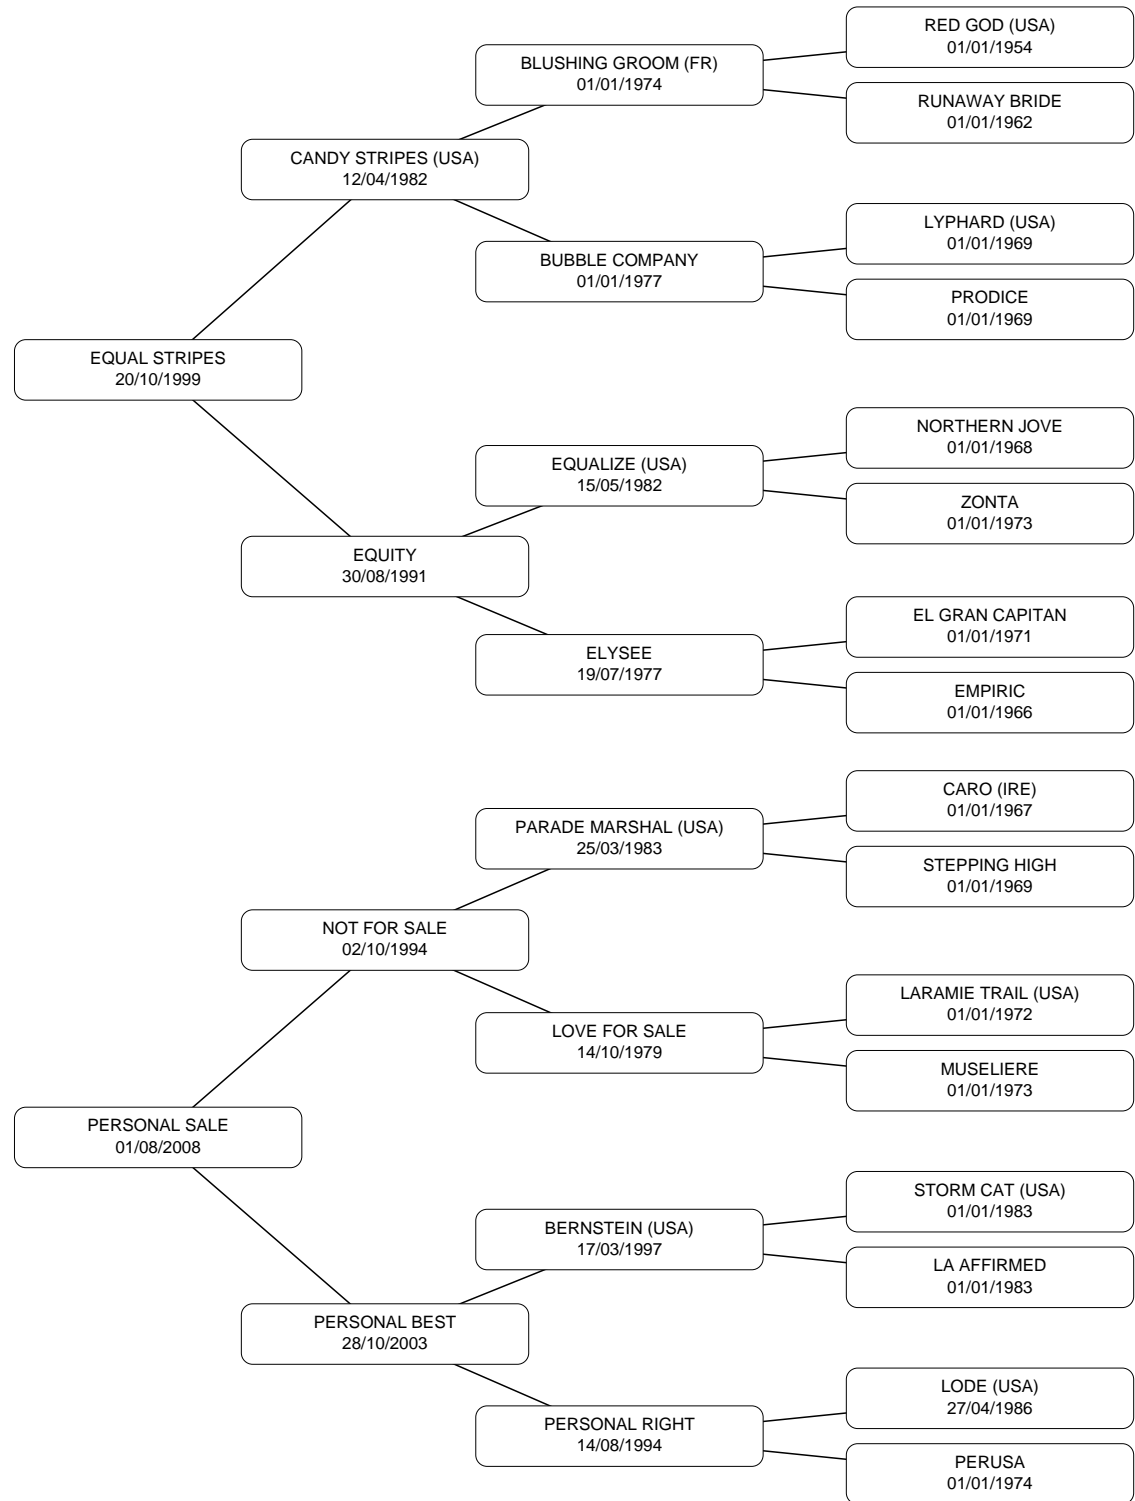 RED GOD (USA)
01/01/1954
BLUSHING GROOM (FR)
01/01/1974
RUNAWAY BRIDE
01/01/1962
CANDY STRIPES (USA)
12/04/1982
LYPHARD (USA)
01/01/1969
BUBBLE COMPANY
01/01/1977
PRODICE
01/01/1969
EQUAL STRIPES
20/10/1999
NORTHERN JOVE
01/01/1968
EQUALIZE (USA)
15/05/1982
ZONTA
01/01/1973
EQUITY
30/08/1991
EL GRAN CAPITAN
01/01/1971
ELYSEE
19/07/1977
EMPIRIC
01/01/1966
CARO (IRE)
01/01/1967
PARADE MARSHAL (USA)
25/03/1983
STEPPING HIGH
01/01/1969
NOT FOR SALE
02/10/1994
LARAMIE TRAIL (USA)
01/01/1972
LOVE FOR SALE
14/10/1979
MUSELIERE
01/01/1973
PERSONAL SALE
01/08/2008
STORM CAT (USA)
01/01/1983
BERNSTEIN (USA)
17/03/1997
LA AFFIRMED
01/01/1983
PERSONAL BEST
28/10/2003
LODE (USA)
27/04/1986
PERSONAL RIGHT
14/08/1994
PERUSA
01/01/1974